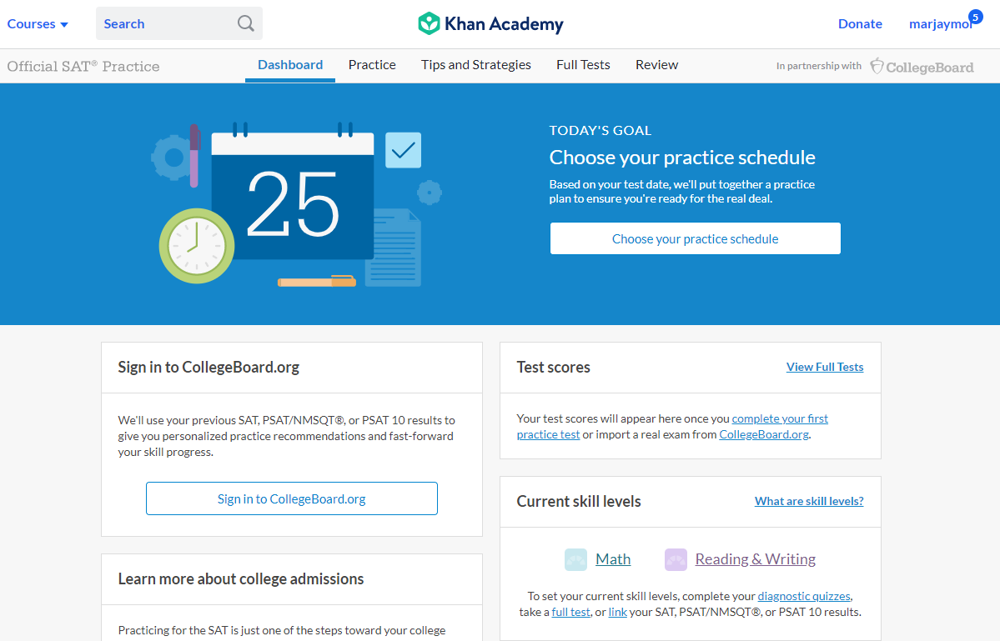 Courses
Search
Khan Academy
Donate
marjaymol
5
Official SAT® Practice
Dashboard
Practice
Tips and Strategies
Full Tests
Review
In partnership with
CollegeBoard
25
TODAY'S GOAL
Choose your practice schedule
Based on your test date, we'll put together a practice
plan to ensure you're ready for the real deal.
Choose your practice schedule
Sign in to CollegeBoard.org
We'll use your previous SAT, PSAT/NMSQT®, or PSAT 10 results to
give you personalized practice recommendations and fast-forward
your skill progress.
Sign in to CollegeBoard.org
Learn more about college admissions
Practicing for the SAT is just one of the steps toward your college
Test scores
View Full Tests
Your test scores will appear here once you complete your first
practice test or import a real exam from CollegeBoard.org.
Current skill levels
What are skill levels?
Math
Reading & Writing
To set your current skill levels, complete your diagnostic quizzes,
take a full test, or link your SAT, PSAT/NMSQT®, or PSAT 10 results.